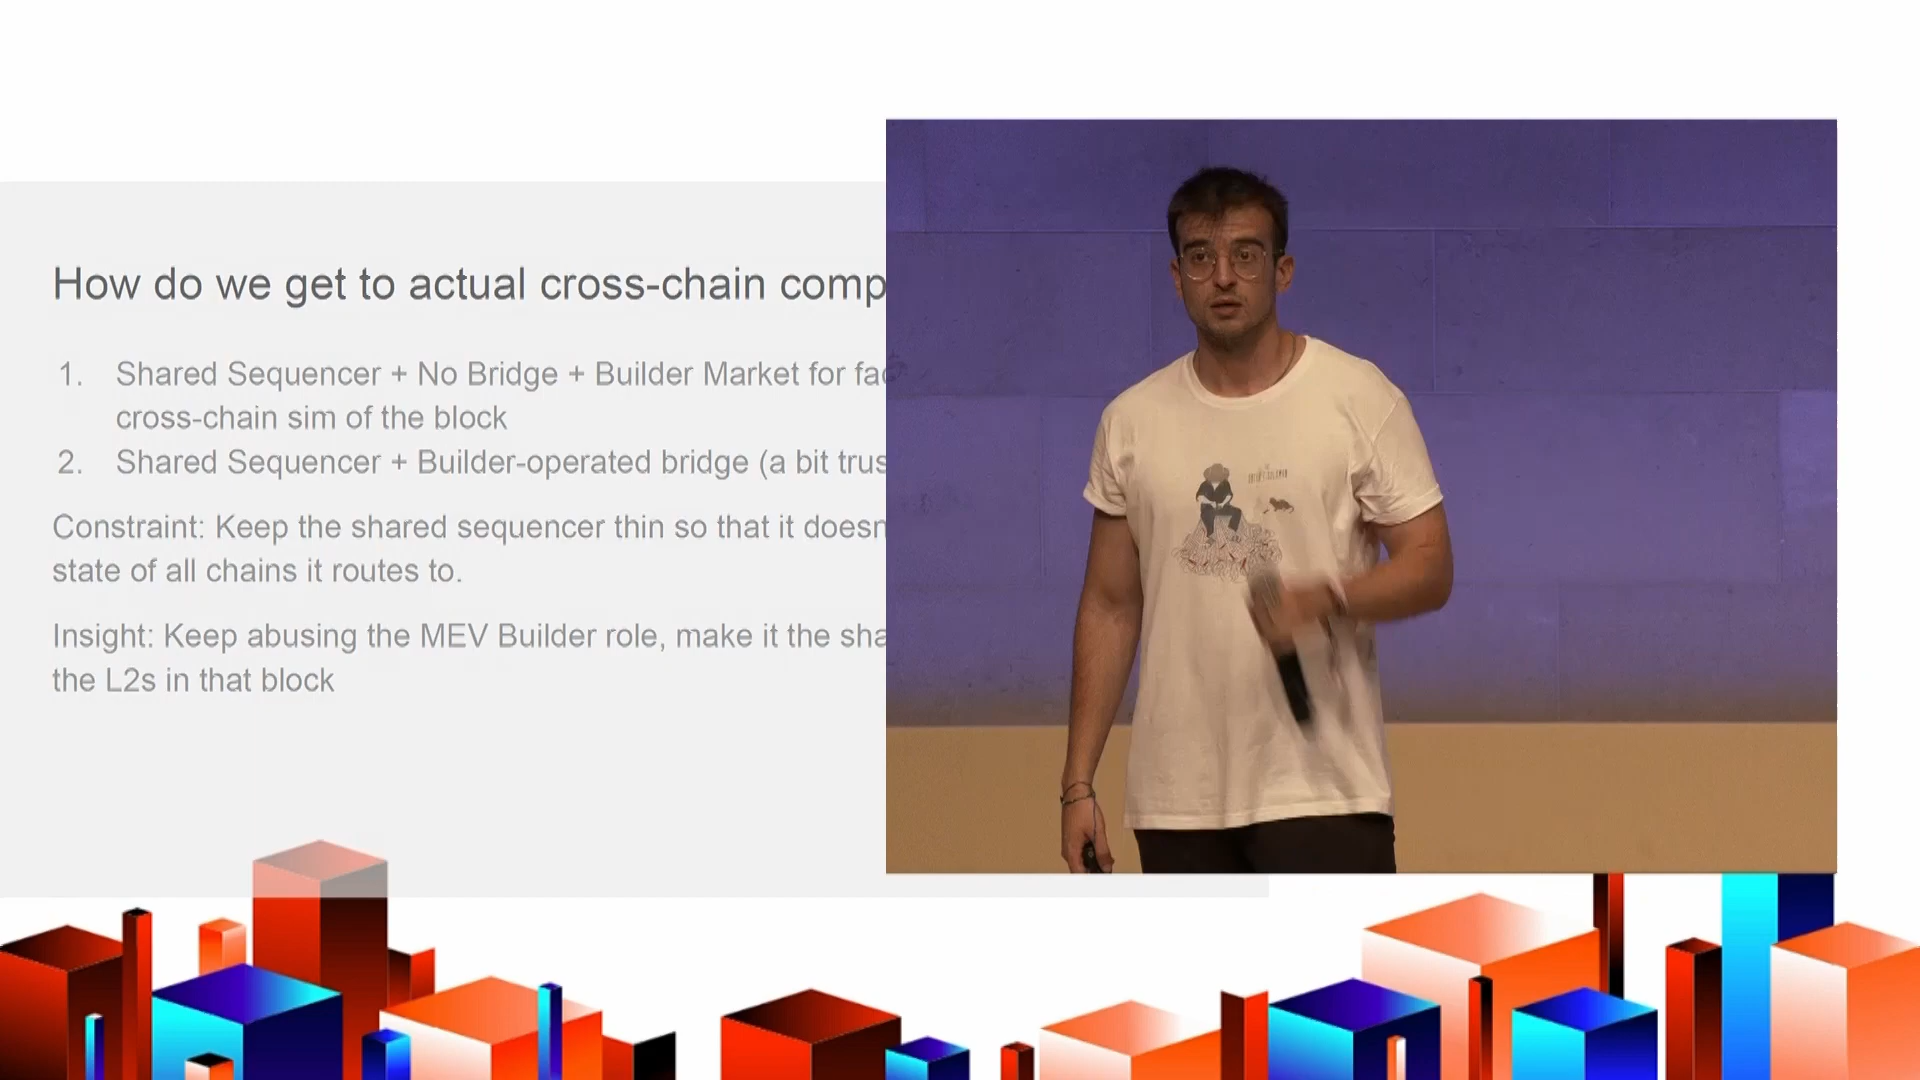 How do we get to actual cross-chain comp
1. Shared Sequencer + No Bridge + Builder Market for fac
cross-chain sim of the block
2. Shared Sequencer + Builder-operated bridge (a bit trus
Constraint: Keep the shared sequencer thin so that it doesn
state of all chains it routes to.
Insight: Keep abusing the MEV Builder role, make it the sha
the L2s in that block